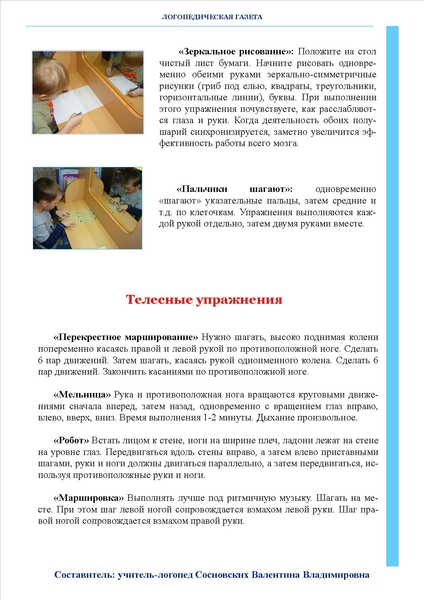 ЛОГОПЕДИЧЕСКАЯ ГАЗЕТА
«Зеркальное рисование»: Положите на стол
чистый лист бумаги. Начните рисовать одновре-
менно обеими руками зеркально-симметричные
рисунки (гриб под елью, квадраты, треугольники,
горизонтальные линии), буквы. При выполнении
этого упражнения почувствуете, как расслабляют-
ся глаза и руки. Когда деятельность обоих полу-
шарий синхронизируется, заметно увеличится эф-
фективность работы всего мозга.
«Пальчики шагают»: одновременно
«шагают» указательные пальцы, затем средние и
т.д. по клеточкам. Упражнения выполняются каж-
дой рукой отдельно, затем двумя руками вместе.
Телесные упражнения
«Перекрестное марширование» Нужно шагать, высоко поднимая колени
попеременно касаясь правой и левой рукой по противоположной ноге. Сделать
6 пар движений. Затем шагать, касаясь рукой одноименного колена. Сделать 6
пар движений. Закончить касаниями по противоположной ноге.
«Мельница» Рука и противоположная нога вращаются круговыми движе-
ниями сначала вперед, затем назад, одновременно с вращением глаз вправо,
влево, вверх, вниз. Время выполнения 1-2 минуты. Дыхание произвольное.
«Робот» Встать лицом к стене, ноги на ширине плеч, ладони лежат на стене
на уровне глаз. Передвигаться вдоль стены вправо, а затем влево приставными
шагами, руки и ноги должны двигаться параллельно, а затем передвигаться, ис-
пользуя противоположные руки и ноги.
«Маршировка» Выполнять лучше под ритмичную музыку. Шагать на ме-
сте. При этом шаг левой ногой сопровождается взмахом левой руки. Шаг пра-
вой ногой сопровождается взмахом правой руки.
Составитель: учитель-логопед Сосновских Валентина Владимировна